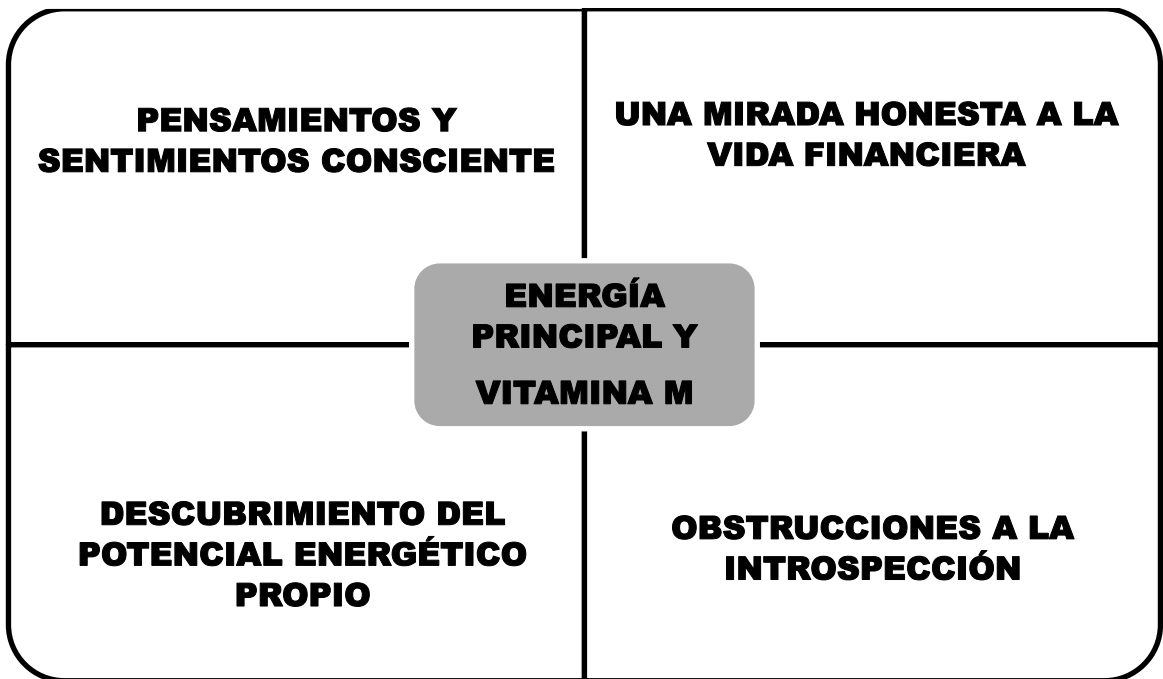 PENSAMIENTOS Y
SENTIMIENTOS CONSCIENTE
UNA MIRADA HONESTA A LA
VIDA FINANCIERA
ENERGÍA
PRINCIPAL Y
VITAMINA M
DESCUBRIMIENTO DEL
POTENCIAL ENERGÉTICO
PROPIO
OBSTRUCCIONES A LA
INTROSPECCIÓN